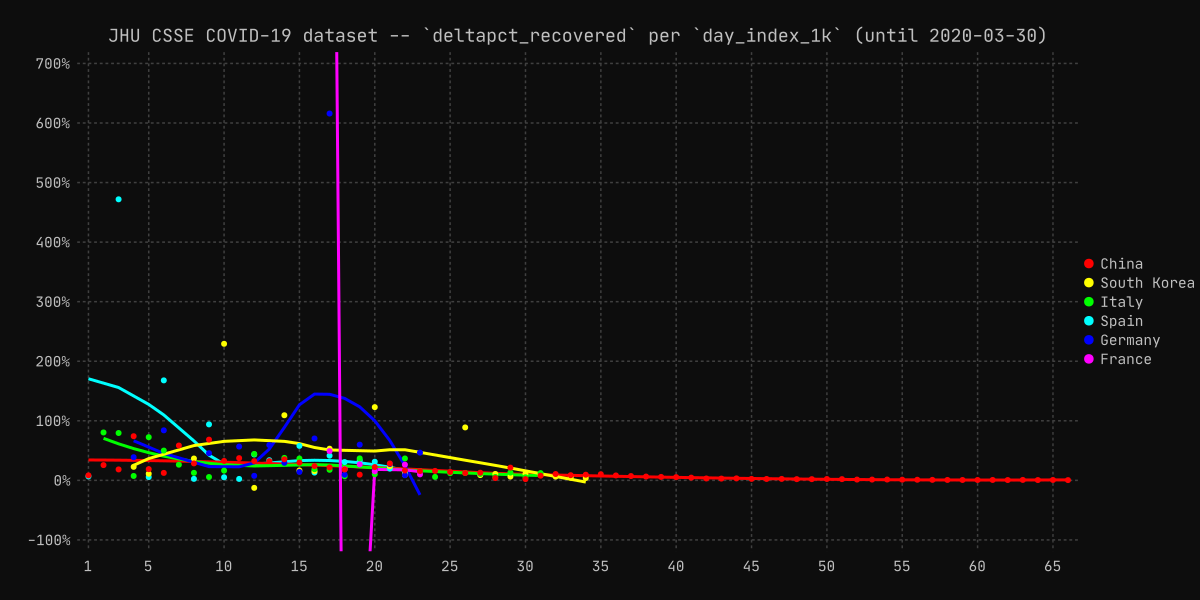 JHU CSSE COVID-19 dataset -- `deltapct_recovered` per `day_index_1k` (until 2020-03-30)
700%
600%
500%
400%
300%
200%
100%
0%
-100%
1 5 10 15 20 25 30 35 40 45 50 55 60 65
China
South Korea
Italy
Spain
Germany
France